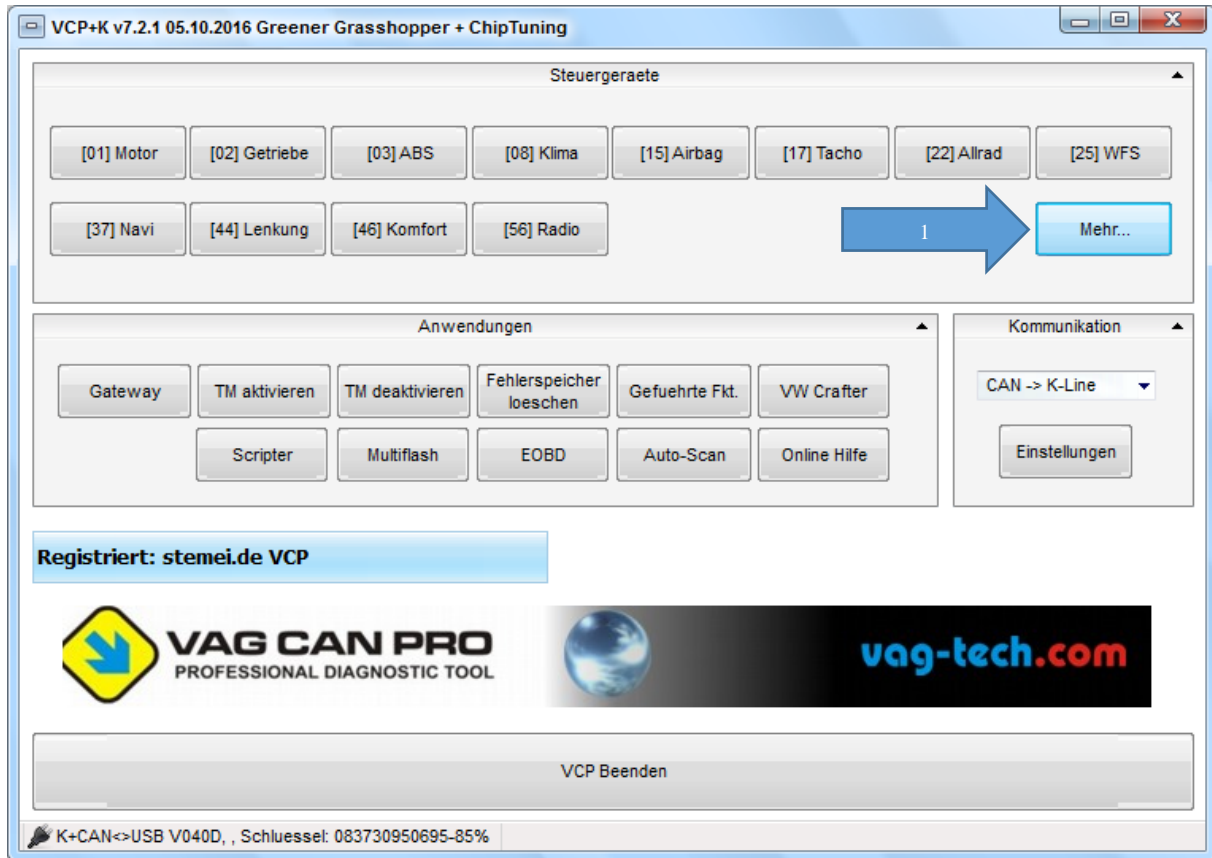 VCP+K v7.2.1 05.10.2016 Greener Grasshopper + ChipTuning
Steuergeraete
[01] Motor
[02] Getriebe
[03] ABS
[08] Klima
[15] Airbag
[17] Tacho
[22] Allrad
[25] WFS
[37] Navi
[44] Lenkung
[46] Komfort
[56] Radio
1
Mehr...
Anwendungen
Gateway
TM aktivieren
TM deaktivieren
Fehlerspeicher
loeschen
Gefuehrte Fkt.
VW Crafter
Scripter
Multiflash
EOBD
Auto-Scan
Online Hilfe
Kommunikation
CAN -> K-Line
Einstellungen
Registriert: stemei.de VCP
VAG CAN PRO
PROFESSIONAL DIAGNOSTIC TOOL
vag-tech.com
VCP Beenden
K+CAN<>USB V040D, , Schluessel: 083730950695-85%